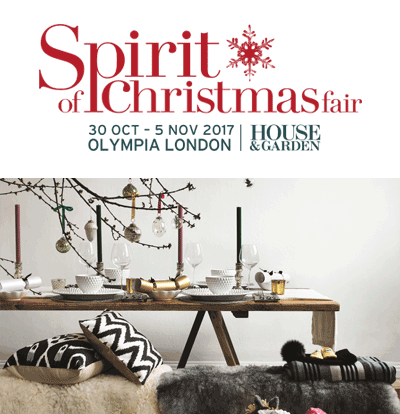 Spirit
of Christmas fair
30 OCT - 5 NOV 2017
OLYMPIA LONDON
HOUSE
& GARDEN